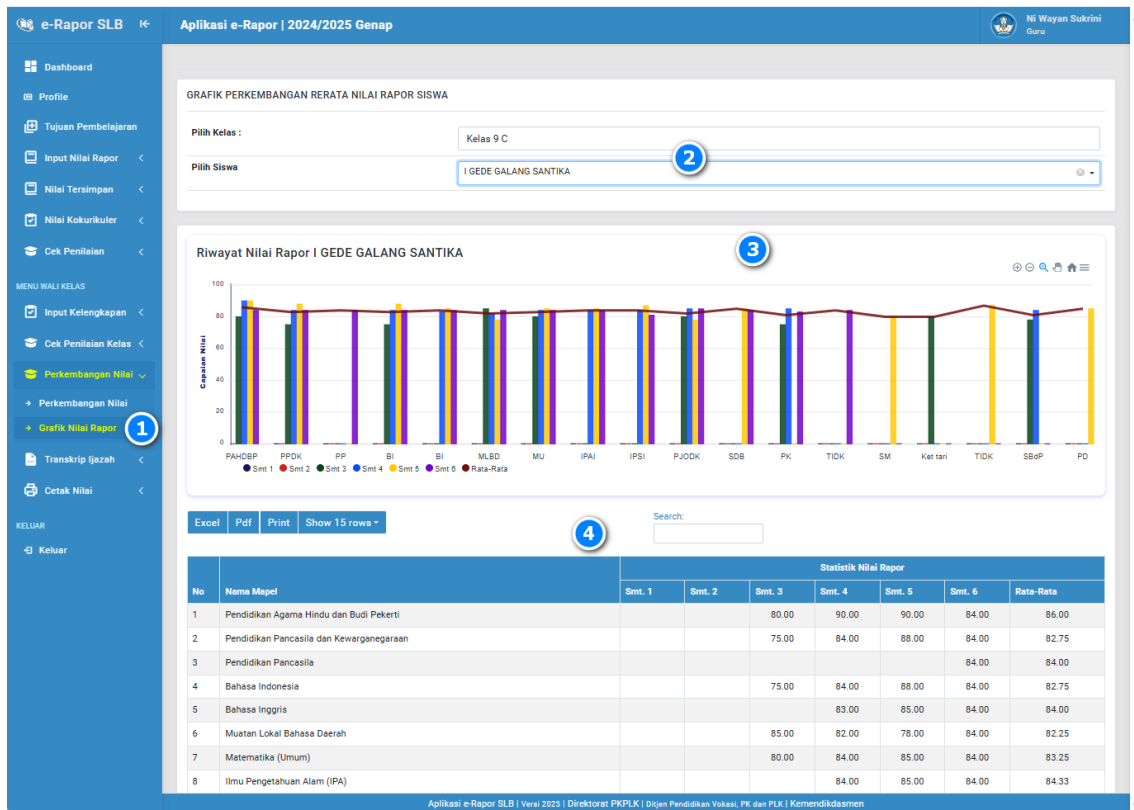 e-Rapor SLB
Aplikasi e-Rapor | 2024/2025 Genap
Ni Wayan Sukrini
Guru
Dashboard
Profile
Tujuan Pembelajaran
Input Nilai Rapor
Nilai Tersimpan
Nilai Kokurikuler
Cek Penilaian
MENU WALI KELAS
Input Kelengkapan
Cek Penilaian Kelas
Perkembangan Nilai
Perkembangan Nilai
Grafik Nilai Rapor
1
Transkrip Ijazah
Cetak Nilai
KELUAR
Keluar
GRAFIK PERKEMBANGAN RERATA NILAI RAPOR SISWA
Pilih Kelas :
Kelas 9 C
2
Pilih Siswa
I GEDE GALANG SANTIKA
Riwayat Nilai Rapor I GEDE GALANG SANTIKA
3
Capaian Nilai
100
80
60
40
20
0
PAHDBP PPDK PP BI BI MLBD MU IPAI IPSI PJODK SDB PK TIDK SM Ket tari TIDK SBdP PD
Smt 1 Smt 2 Smt 3 Smt 4 Smt 5 Smt 6 Rata-Rata
Excel Pdf Print Show 15 rows
4
Search:
Statistik Nilai Rapor
No Nama Mapel Smt. 1 Smt. 2 Smt. 3 Smt. 4 Smt. 5 Smt. 6 Rata-Rata
1 Pendidikan Agama Hindu dan Budi Pekerti 80.00 90.00 90.00 84.00 86.00
2 Pendidikan Pancasila dan Kewarganegaraan 75.00 84.00 88.00 84.00 82.75
3 Pendidikan Pancasila 84.00 84.00
4 Bahasa Indonesia 75.00 84.00 88.00 84.00 82.75
5 Bahasa Inggris 83.00 85.00 84.00 84.00
6 Muatan Lokal Bahasa Daerah 85.00 82.00 78.00 84.00 82.25
7 Matematika (Umum) 80.00 84.00 85.00 84.00 83.25
8 Ilmu Pengetahuan Alam (IPA) 84.00 85.00 84.00 84.33
Aplikasi e-Rapor SLB | Versi 2025 | Direktorat PKPLK | Ditjen Pendidikan Vokasi, PK dan PLK | Kemendikdasmen